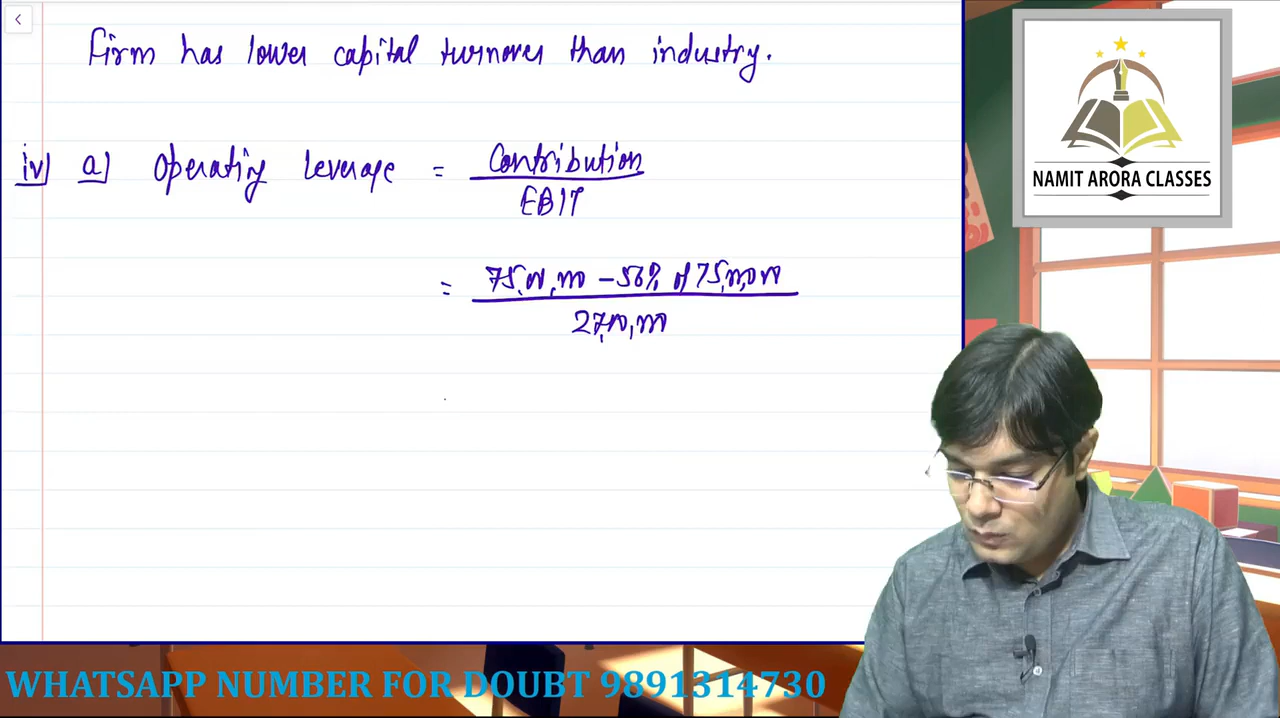 Firm has lower capital turnover than industry.
iv) a) Operating leverage = Contribution
EBIT
= 75,00,000 - 56% of 75,00,000
27,00,000
NAMIT ARORA CLASSES
WHATSAPP NUMBER FOR DOUBT 9891314730